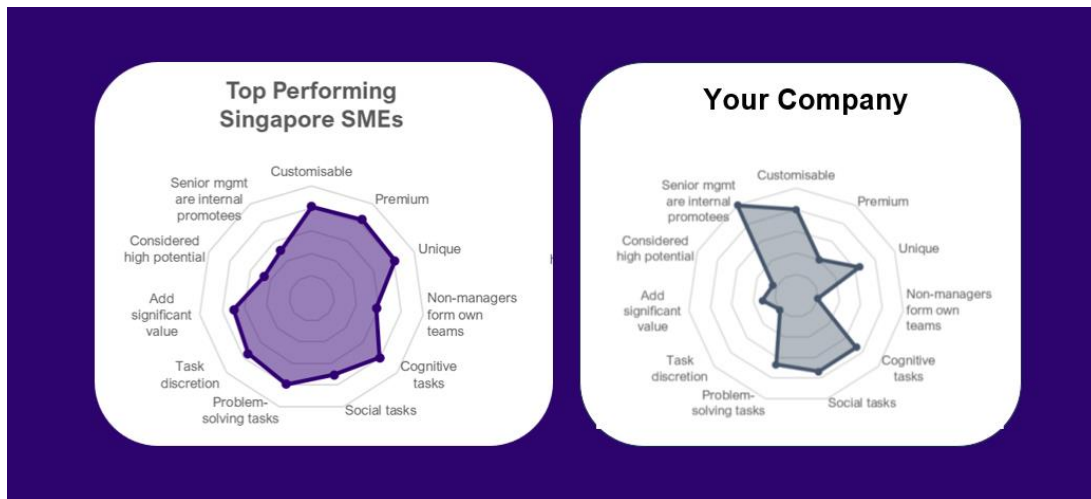 Top Performing
Singapore SMEs
Customisable
Premium
Unique
Non-managers
form own
teams
Cognitive
tasks
Social tasks
Problem-
solving tasks
Task
discretion
Add
significant
value
Considered
high potential
Senior mgmt
are internal
promotees
Your Company
Customisable
Premium
Unique
Non-managers
form own
teams
Cognitive
tasks
Social tasks
Problem-
solving tasks
Task
discretion
Add
significant
value
Considered
high potential
Senior mgmt
are internal
promotees